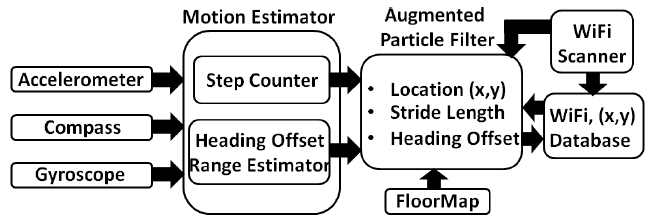 Motion Estimator
Augmented
Particle Filter
WiFi
Scanner
Accelerometer
Compass
Gyroscope
Step Counter
Heading Offset
Range Estimator
• Location (x,y)
• Stride Length
• Heading Offset
WiFi, (x,y)
Database
FloorMap